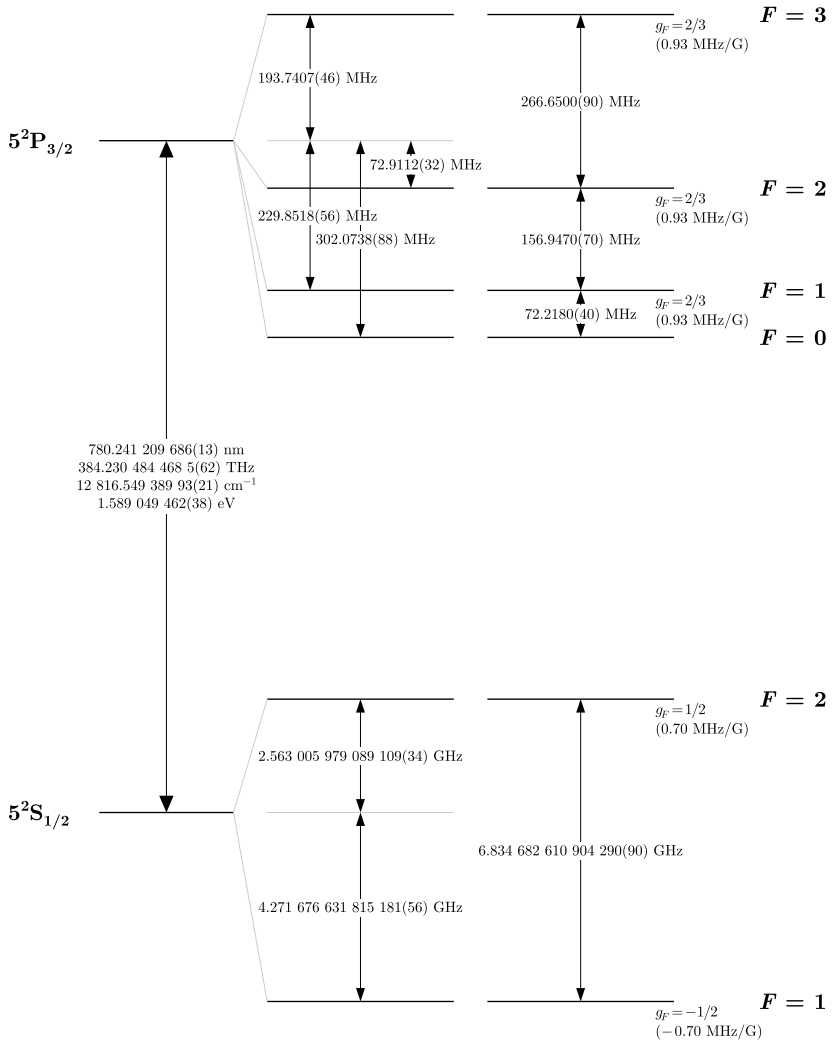 F = 3
g_F = 2/3
(0.93 MHz/G)
193.7407(46) MHz
266.6500(90) MHz
5²P₃/₂
72.9112(32) MHz
F = 2
g_F = 2/3
(0.93 MHz/G)
229.8518(56) MHz
302.0738(88) MHz
156.9470(70) MHz
F = 1
g_F = 2/3
(0.93 MHz/G)
72.2180(40) MHz
F = 0
780.241 209 686(13) nm
384.230 484 468 5(62) THz
12 816.549 389 93(21) cm⁻¹
1.589 049 462(38) eV
F = 2
g_F = 1/2
(0.70 MHz/G)
2.563 005 979 089 109(34) GHz
5²S₁/₂
6.834 682 610 904 290(90) GHz
4.271 676 631 815 181(56) GHz
F = 1
g_F = −1/2
(−0.70 MHz/G)